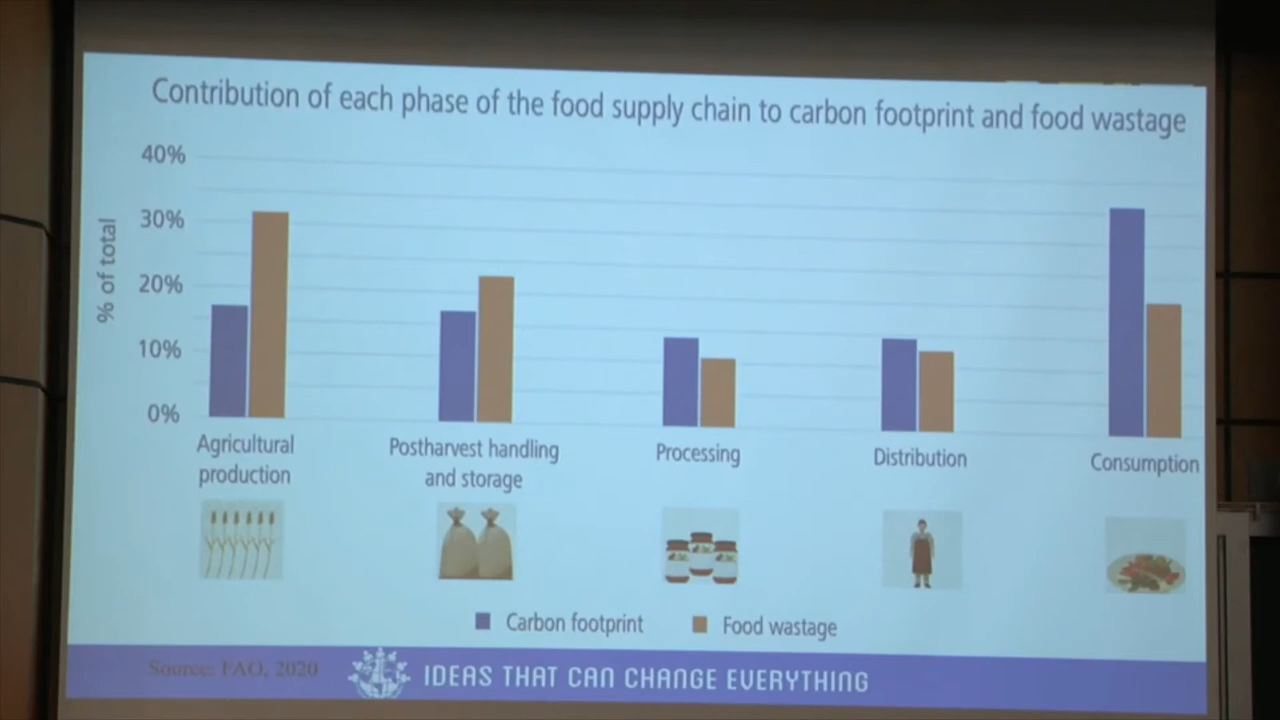 Contribution of each phase of the food supply chain to carbon footprint and food wastage
% of total
40%
30%
20%
10%
0%
Agricultural
production
Postharvest handling
and storage
Processing
Distribution
Consumption
Carbon footprint
Food wastage
Source: FAO, 2020
IDEAS THAT CAN CHANGE EVERYTHING